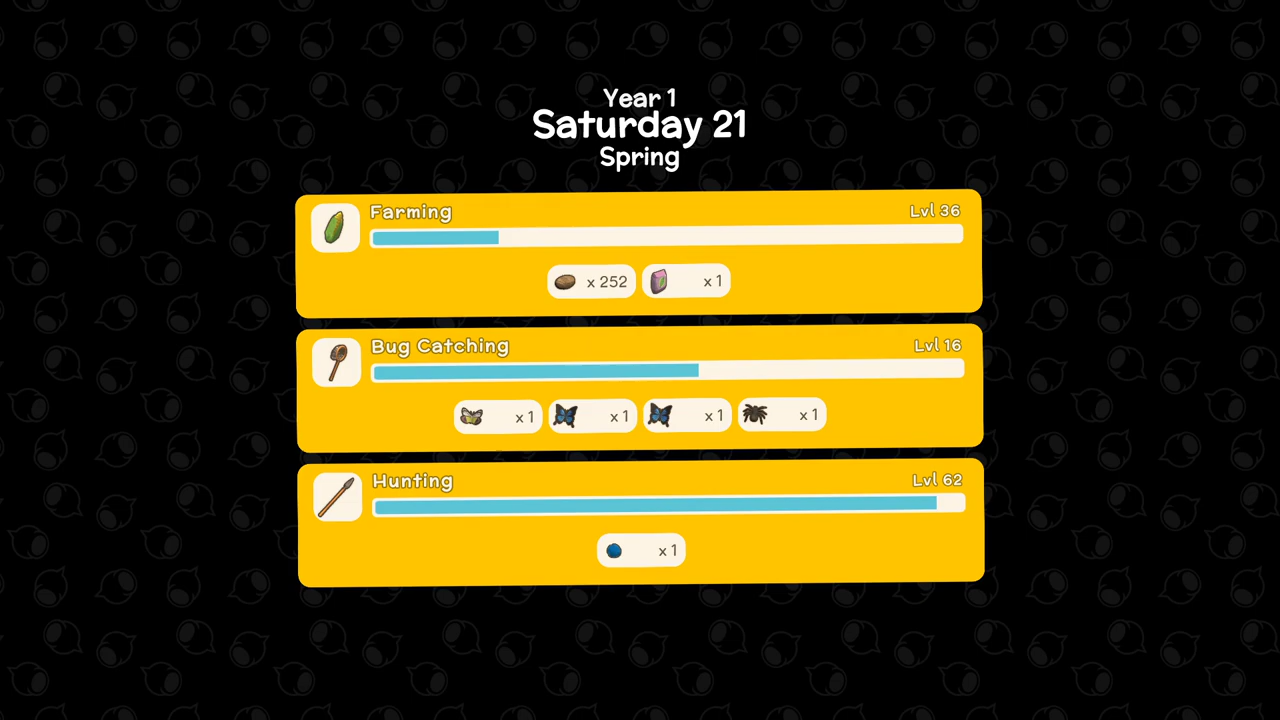 Year 1
Saturday 21
Spring
Farming Lvl 36
x 252 x 1
Bug Catching Lvl 16
x 1 x 1 x 1 x 1
Hunting Lvl 62
x 1